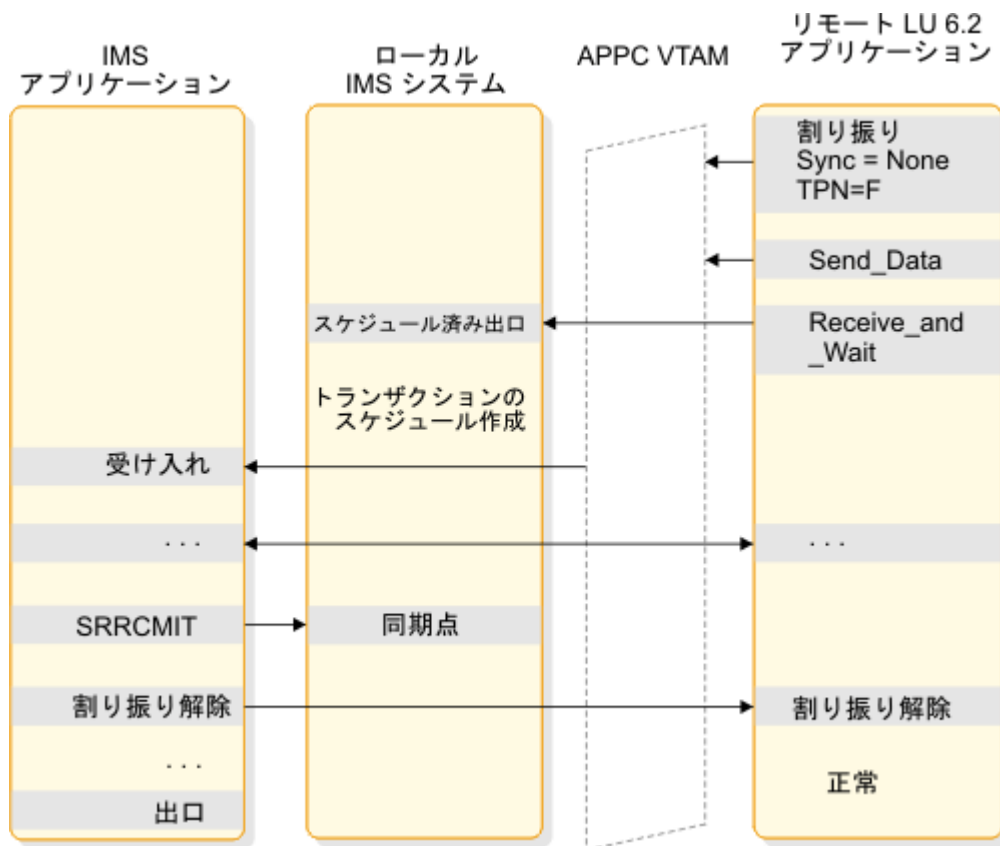 IMS
アプリケーション
ローカル
IMS システム
APPC VTAM
リモート LU 6.2
アプリケーション
割り振り
Sync = None
TPN=F
Send_Data
スケジュール済み出口
Receive_and
_Wait
トランザクションの
スケジュール作成
受け入れ
. . .
. . .
SRRCMIT
同期点
割り振り解除
割り振り解除
. . .
正常
出口